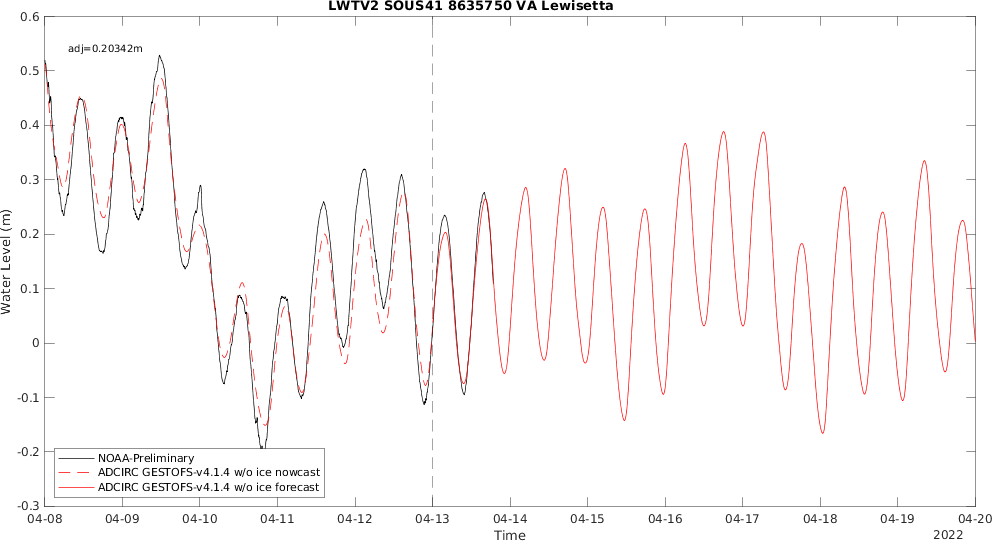 LWTV2 SOUS41 8635750 VA Lewisetta
adj=0.20342m
0.6
0.5
0.4
0.3
0.2
0.1
0
-0.1
-0.2
-0.3
Water Level (m)
NOAA-Preliminary
ADCIRC GESTOFS-v4.1.4 w/o ice nowcast
ADCIRC GESTOFS-v4.1.4 w/o ice forecast
04-08 04-09 04-10 04-11 04-12 04-13 04-14 04-15 04-16 04-17 04-18 04-19 04-20
Time
2022